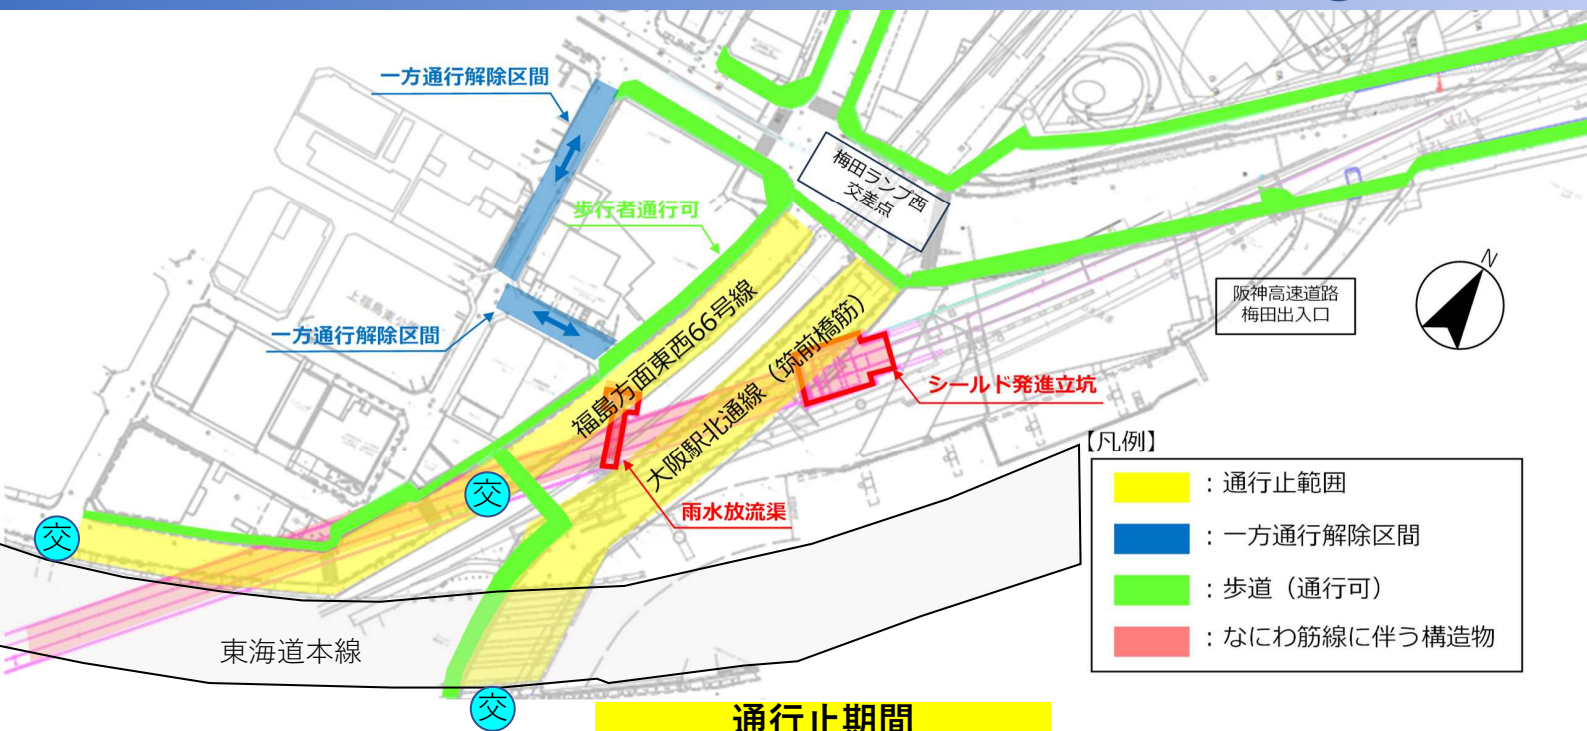 一方通行解除区間
梅田ランプ西
交差点
歩行者通行可
N
阪神高速道路
梅田出入口
一方通行解除区間
福島方面東西66号線
大阪駅北通線（筑前橋筋）
シールド発進立坑
雨水放流渠
交
交
交
東海道本線
【凡例】
：通行止範囲
：一方通行解除区間
：歩道（通行可）
：なにわ筋線に伴う構造物
通行止期間